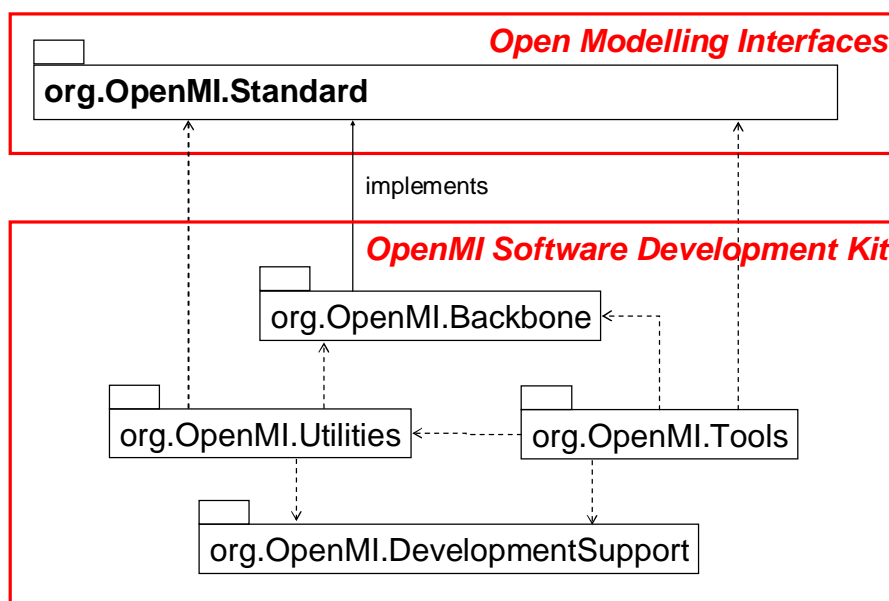 Open Modelling Interfaces
org.OpenMI.Standard
implements
OpenMI Software Development Kit
org.OpenMI.Backbone
org.OpenMI.Utilities
org.OpenMI.Tools
org.OpenMI.DevelopmentSupport